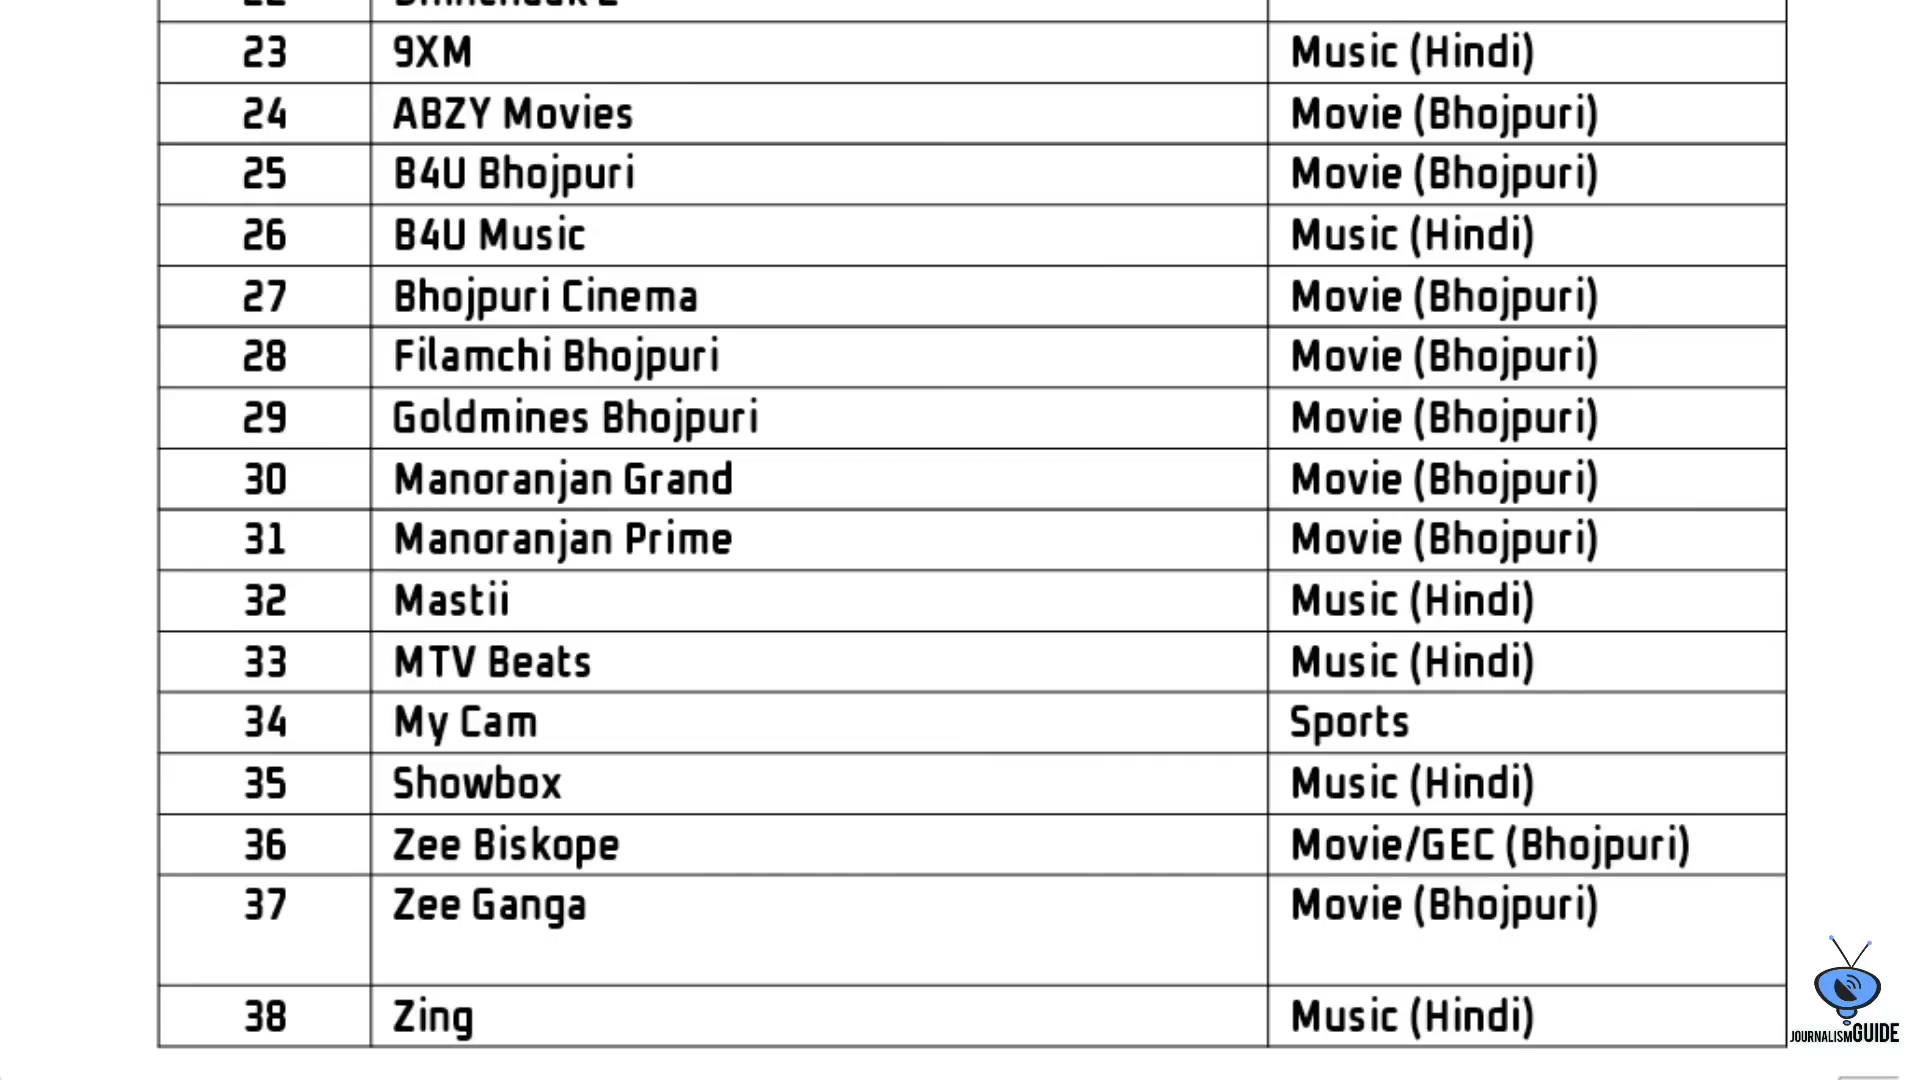 23 9XM Music (Hindi)
24 ABZY Movies Movie (Bhojpuri)
25 B4U Bhojpuri Movie (Bhojpuri)
26 B4U Music Music (Hindi)
27 Bhojpuri Cinema Movie (Bhojpuri)
28 Filamchi Bhojpuri Movie (Bhojpuri)
29 Goldmines Bhojpuri Movie (Bhojpuri)
30 Manoranjan Grand Movie (Bhojpuri)
31 Manoranjan Prime Movie (Bhojpuri)
32 Mastii Music (Hindi)
33 MTV Beats Music (Hindi)
34 My Cam Sports
35 Showbox Music (Hindi)
36 Zee Biskope Movie/GEC (Bhojpuri)
37 Zee Ganga Movie (Bhojpuri)
38 Zing Music (Hindi)
JOURNALISMGUIDE